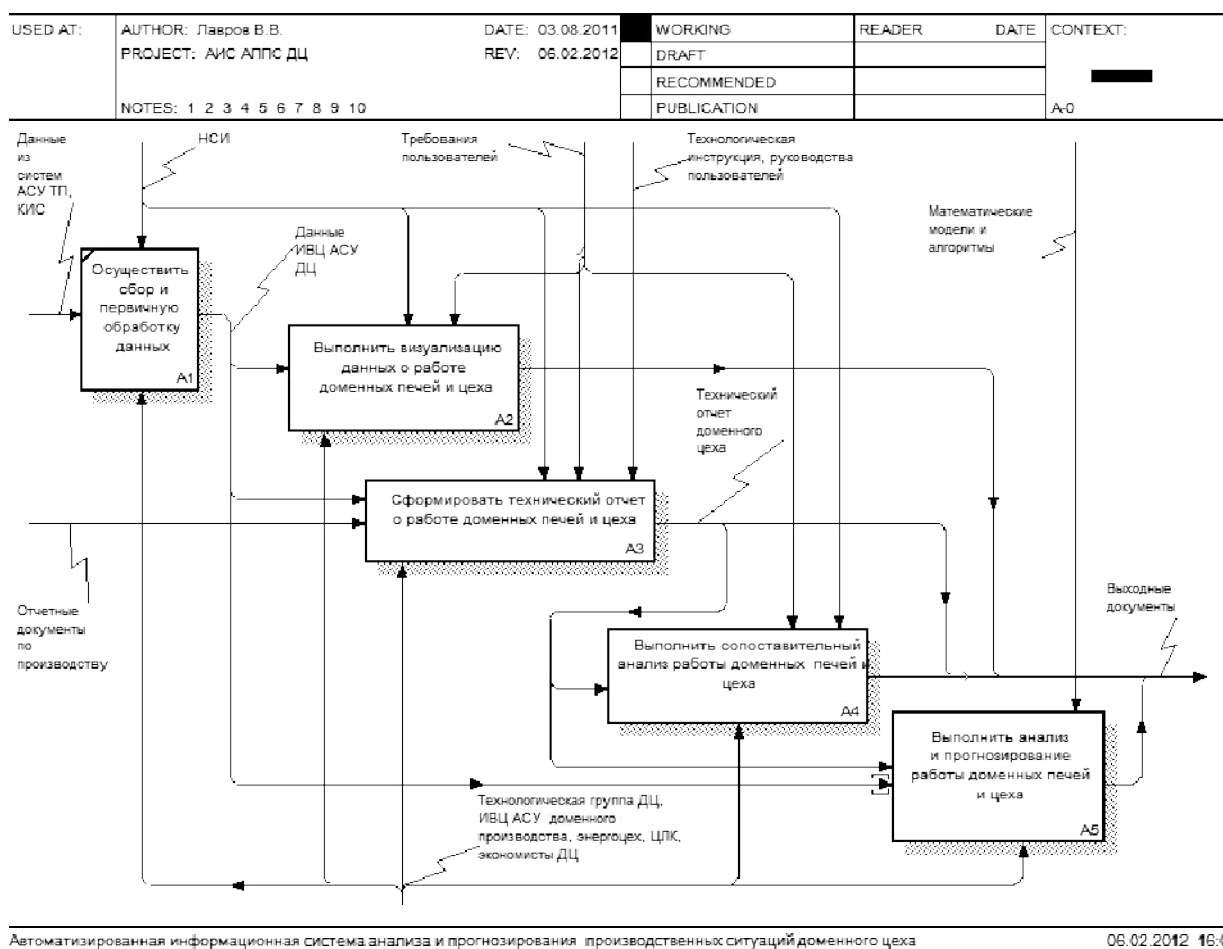 USED AT:
AUTHOR: Лавров В.В.
DATE: 03.08.2011
WORKING
READER
DATE
CONTEXT:
PROJECT: АИС АППС ДЦ
REV: 06.02.2012
DRAFT
RECOMMENDED
NOTES: 1 2 3 4 5 6 7 8 9 10
PUBLICATION
A-0
Данные
из
систем
АСУ ТП,
КИС
НСИ
Требования
пользователей
Технологическая
инструкция, руководства
пользователей
Математические
модели и
алгоритмы
Данные
ИВЦ АСУ
ДЦ
Осуществить
сбор и
первичную
обработку
данных
A1
Выполнить визуализацию
данных о работе
доменных печей и цеха
A2
Технический
отчет
доменного
цеха
Сформировать технический отчет
о работе доменных печей и цеха
A3
Отчетные
документы
по
производству
Выходные
документы
Выполнить сопоставительный
анализ работы доменных печей и
цеха
A4
Выполнить анализ
и прогнозирование
работы доменных печей
и цеха
A5
Технологическая группа ДЦ,
ИВЦ АСУ доменного
производства, энергоцех, ЦЛК,
экономисты ДЦ
Автоматизированная информационная система анализа и прогнозирования производственных ситуаций доменного цеха
06.02.2012